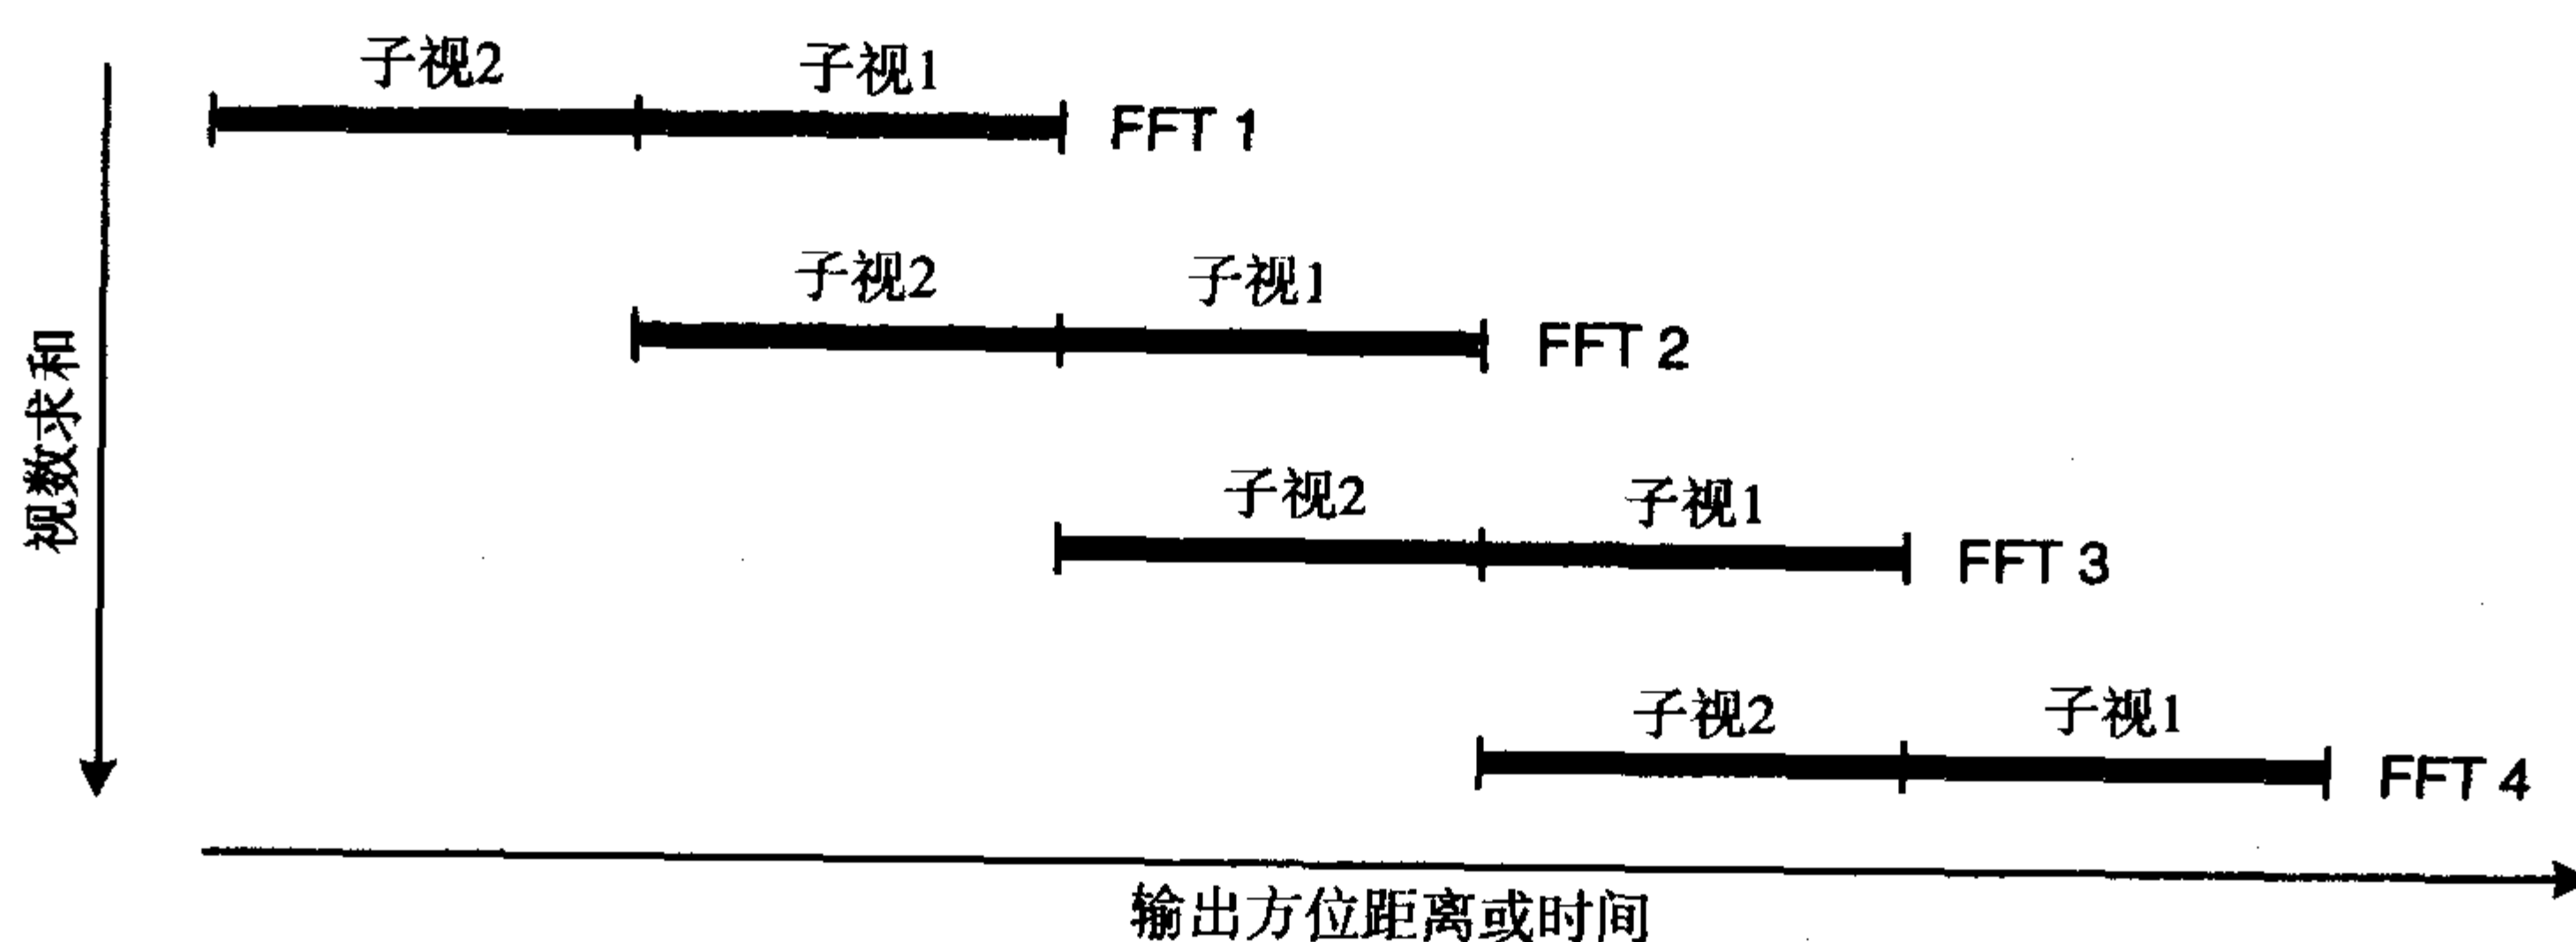 子视2 子视1 FFT 1
子视2 子视1 FFT 2
子视2 子视1 FFT 3
子视2 子视1 FFT 4
视数求和
输出方位距离或时间